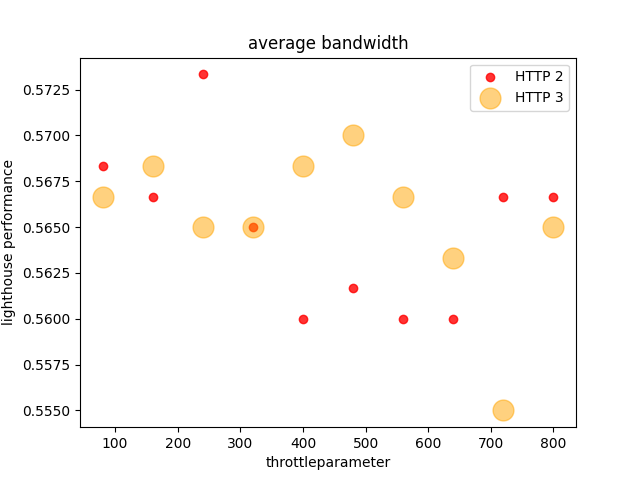 average bandwidth
HTTP 2
HTTP 3
lighthouse performance
0.5725
0.5700
0.5675
0.5650
0.5625
0.5600
0.5575
0.5550
100 200 300 400 500 600 700 800
throttleparameter